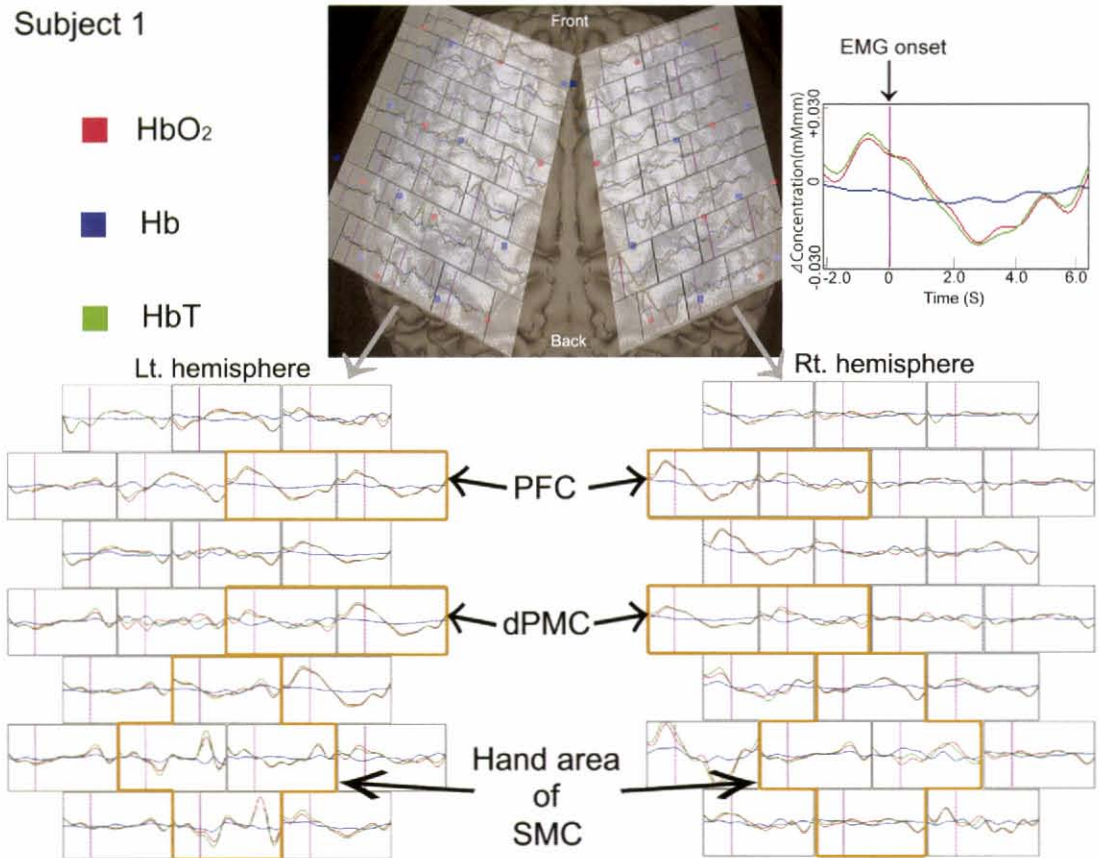 Subject 1
HbO₂
Hb
HbT
Front
Back
EMG onset
⊿Concentration(mMmm)
+0.030
0
-0.030
-2.0 0 2.0 4.0 6.0
Time (S)
Lt. hemisphere
Rt. hemisphere
PFC
dPMC
Hand area
of
SMC